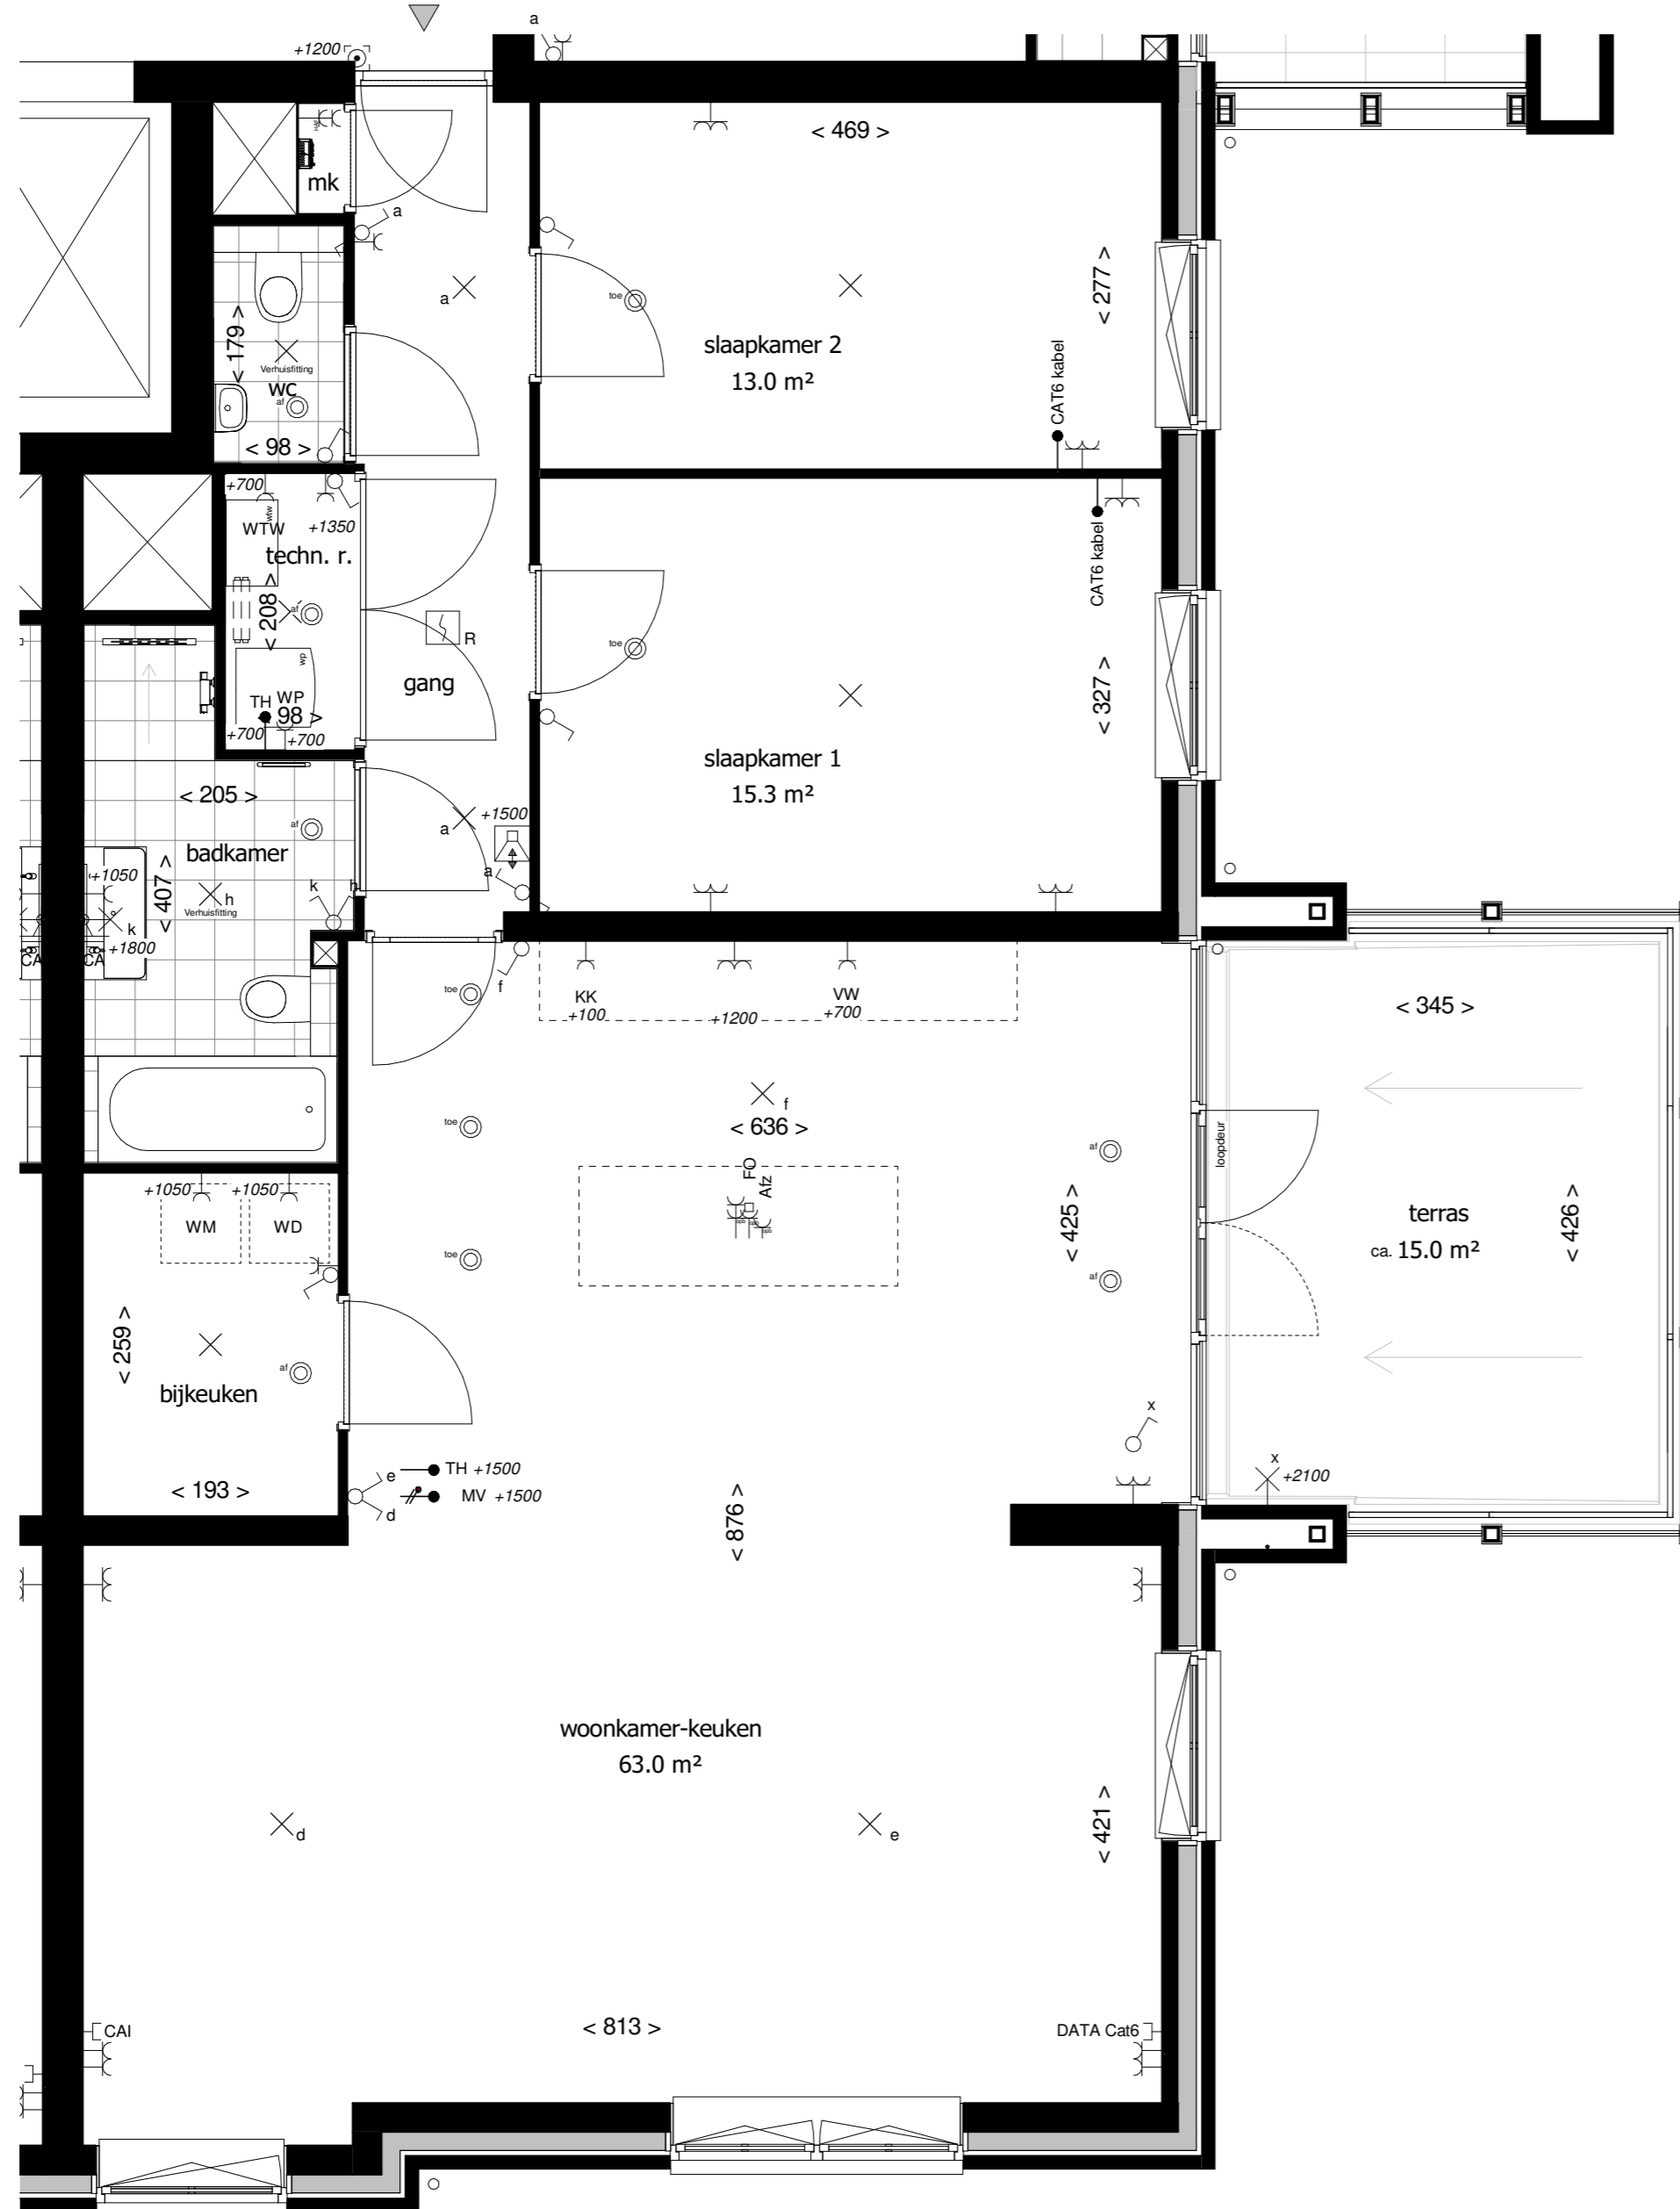 a
+1200
< 469 >
mk
a
< 277 >
a
toe
< 179 >
slaapkamer 2
13.0 m²
Verhuisfitting
wc
af
CAT6 kabel
< 98 >
+700
WTW
wtw
+1350
techn. r.
CAT6 kabel
< 208 >
af
R
toe
gang
wp
TH
WP
< 327 >
98 >
+700
+700
slaapkamer 1
15.3 m²
< 205 >
af
a
+1500
badkamer
a
+1050
< 407 >
h
Verhuisfitting
k
h
k
+1800
CA
CA
f
toe
KK
+100
+1200
VW
+700
< 345 >
f
< 636 >
toe
af
loopdeur
FO
Afz
+1050
+1050
WM
WD
< 425 >
terras
ca. 15.0 m²
< 426 >
toe
af
< 259 >
af
bijkeuken
x
e
TH +1500
x
+2100
< 193 >
d
MV +1500
< 876 >
woonkamer-keuken
63.0 m²
d
e
< 421 >
CAI
< 813 >
DATA Cat6